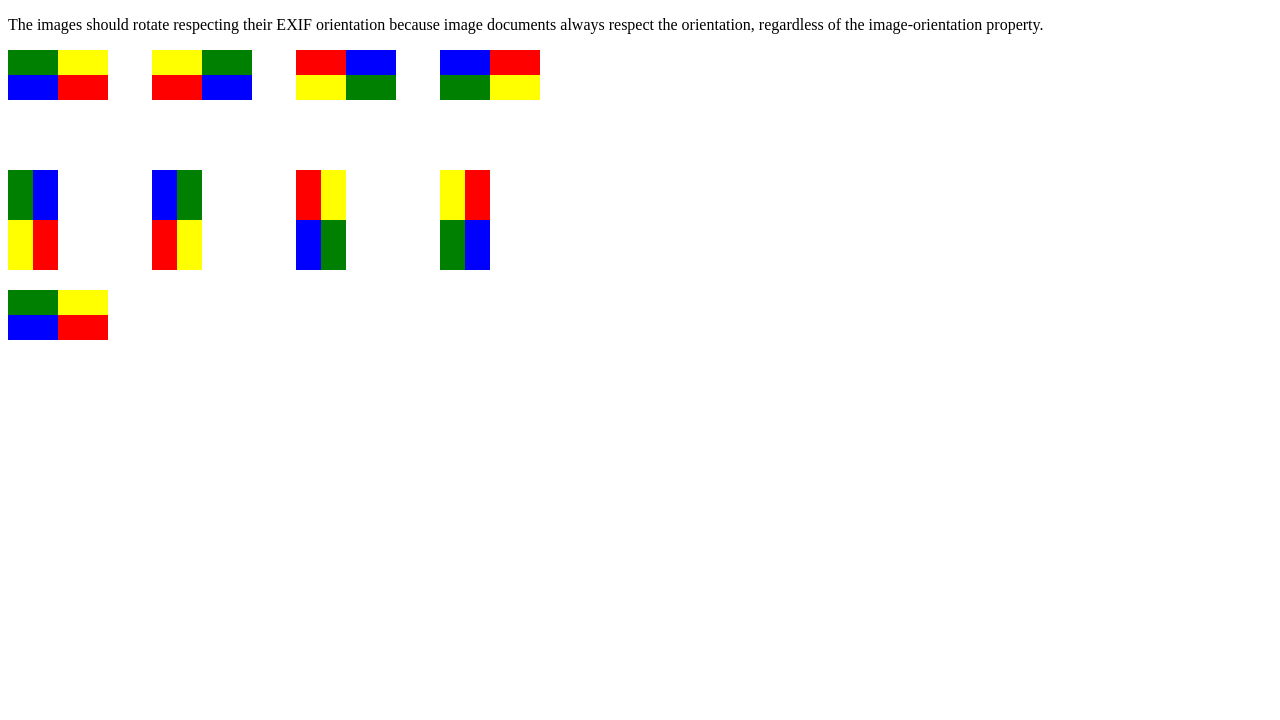 The images should rotate respecting their EXIF orientation because image documents always respect the orientation, regardless of the image-orientation property.